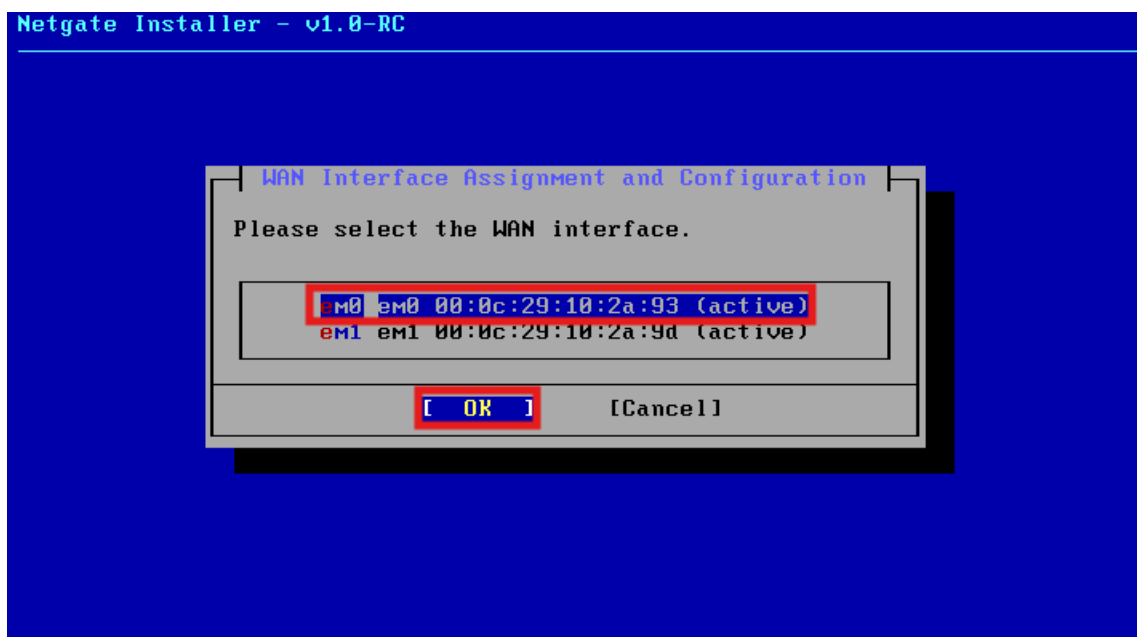 Netgate Installer - v1.0-RC
WAN Interface Assignment and Configuration
Please select the WAN interface.
em0 em0 00:0c:29:10:2a:93 (active)
em1 em1 00:0c:29:10:2a:9d (active)
[ OK ] [Cancel]